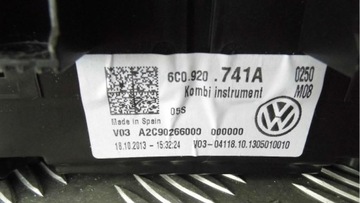 6C0.920.741A 0250
Kombi instrument M08
05S
Made in Spain
V03 A2C90266000 000000
18.10.2013 - 15:32:24 V03-04118.10.1305010010